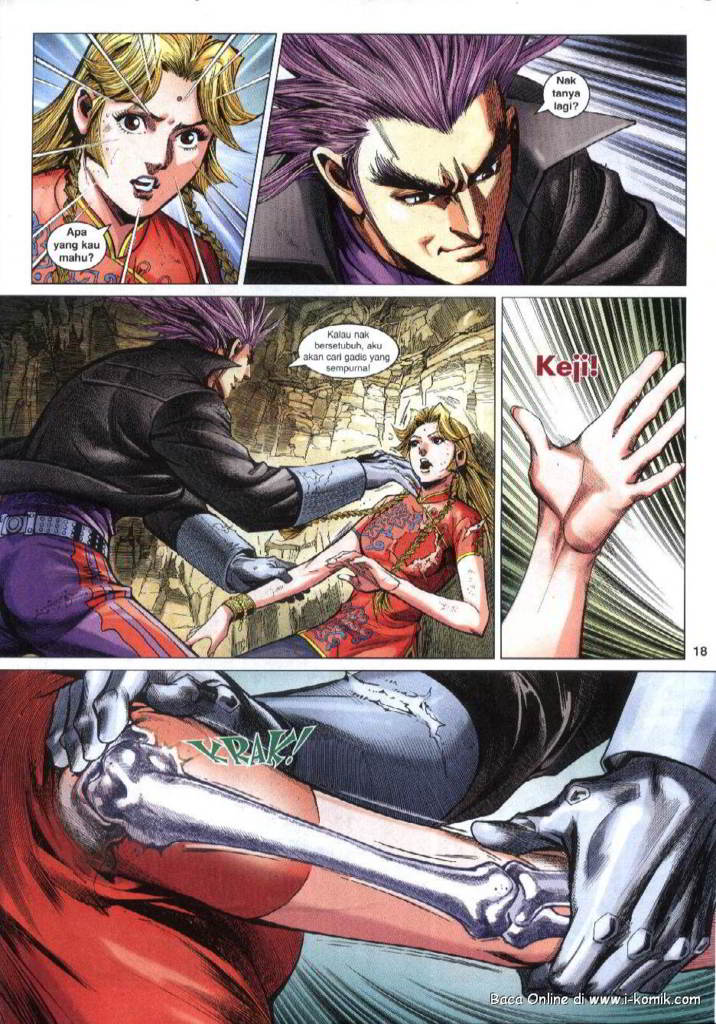 Apa
yang kau
mahu?
Nak
tanya
lagi?
Kalau nak
bersetubuh, aku
akan cari gadis yang
sempurna!
Keji!
18
KRAK!
Baca Online di www.i-komik.com